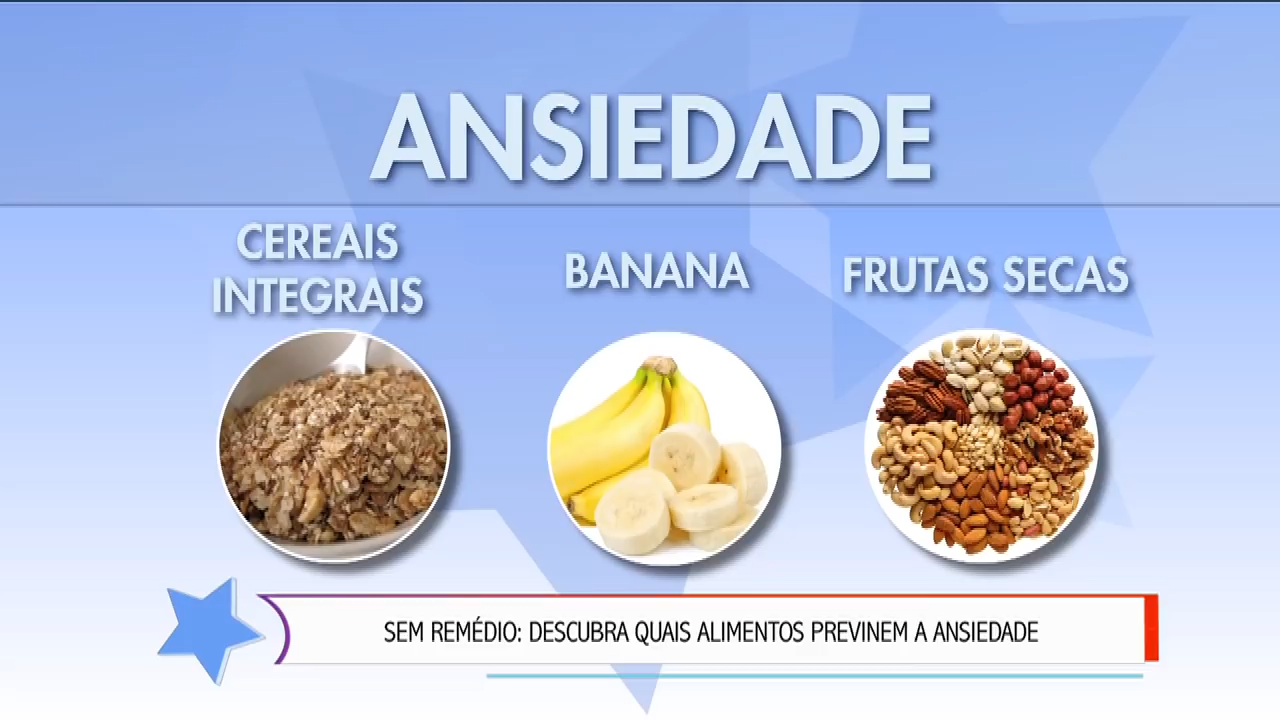 ANSIEDADE
CEREAIS
INTEGRAIS
BANANA
FRUTAS SECAS
SEM REMÉDIO: DESCUBRA QUAIS ALIMENTOS PREVINEM A ANSIEDADE